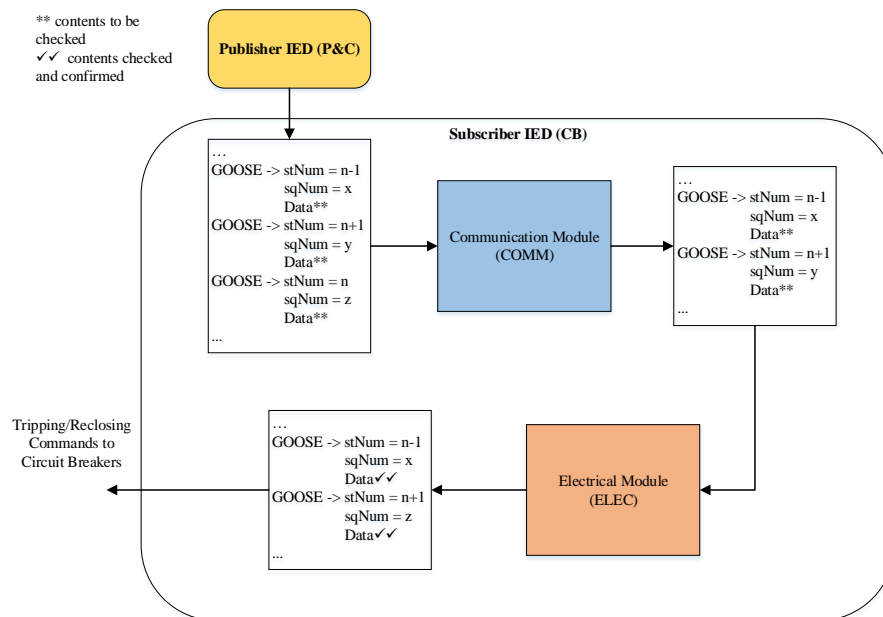 ** contents to be
checked
✓✓ contents checked
and confirmed
Publisher IED (P&C)
Subscriber IED (CB)
…
GOOSE -> stNum = n-1
sqNum = x
Data**
GOOSE -> stNum = n+1
sqNum = y
Data**
GOOSE -> stNum = n
sqNum = z
Data**
...
Communication Module
(COMM)
…
GOOSE -> stNum = n-1
sqNum = x
Data**
GOOSE -> stNum = n+1
sqNum = y
Data**
...
Tripping/Reclosing
Commands to
Circuit Breakers
…
GOOSE -> stNum = n-1
sqNum = x
Data✓✓
GOOSE -> stNum = n+1
sqNum = z
Data✓✓
...
Electrical Module
(ELEC)